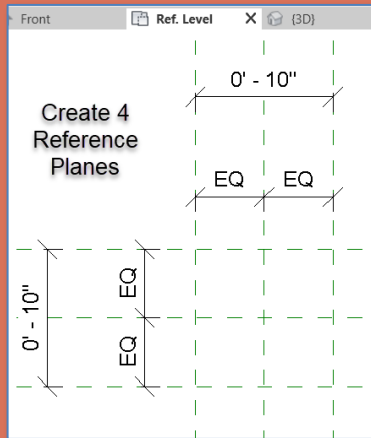 Front
Ref. Level
{3D}
0' - 10"
Create 4
Reference
Planes
EQ EQ
EQ
0' - 10"
EQ